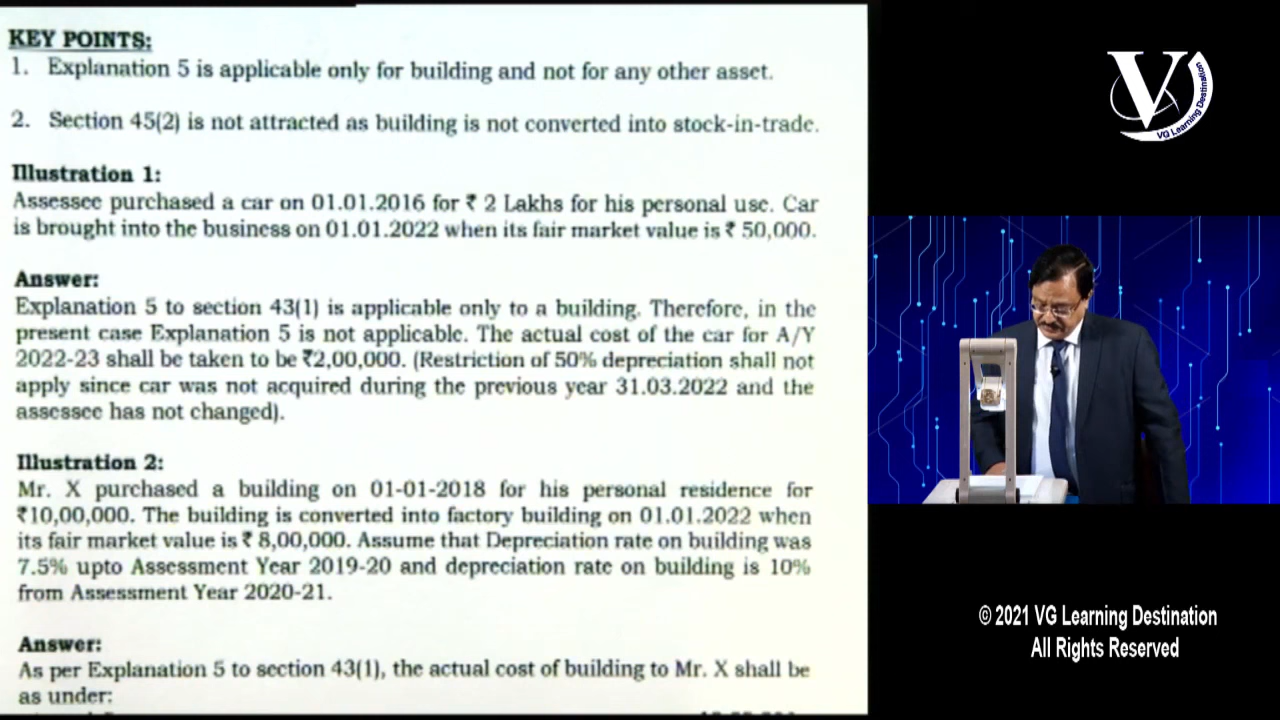 KEY POINTS:
1. Explanation 5 is applicable only for building and not for any other asset.
2. Section 45(2) is not attracted as building is not converted into stock-in-trade.
Illustration 1:
Assessee purchased a car on 01.01.2016 for ₹ 2 Lakhs for his personal use. Car
is brought into the business on 01.01.2022 when its fair market value is ₹ 50,000.
Answer:
Explanation 5 to section 43(1) is applicable only to a building. Therefore, in the
present case Explanation 5 is not applicable. The actual cost of the car for A/Y
2022-23 shall be taken to be ₹2,00,000. (Restriction of 50% depreciation shall not
apply since car was not acquired during the previous year 31.03.2022 and the
assessee has not changed).
Illustration 2:
Mr. X purchased a building on 01-01-2018 for his personal residence for
₹10,00,000. The building is converted into factory building on 01.01.2022 when
its fair market value is ₹ 8,00,000. Assume that Depreciation rate on building was
7.5% upto Assessment Year 2019-20 and depreciation rate on building is 10%
from Assessment Year 2020-21.
Answer:
As per Explanation 5 to section 43(1), the actual cost of building to Mr. X shall be
as under:
V
VG Learning Destination
© 2021 VG Learning Destination
All Rights Reserved